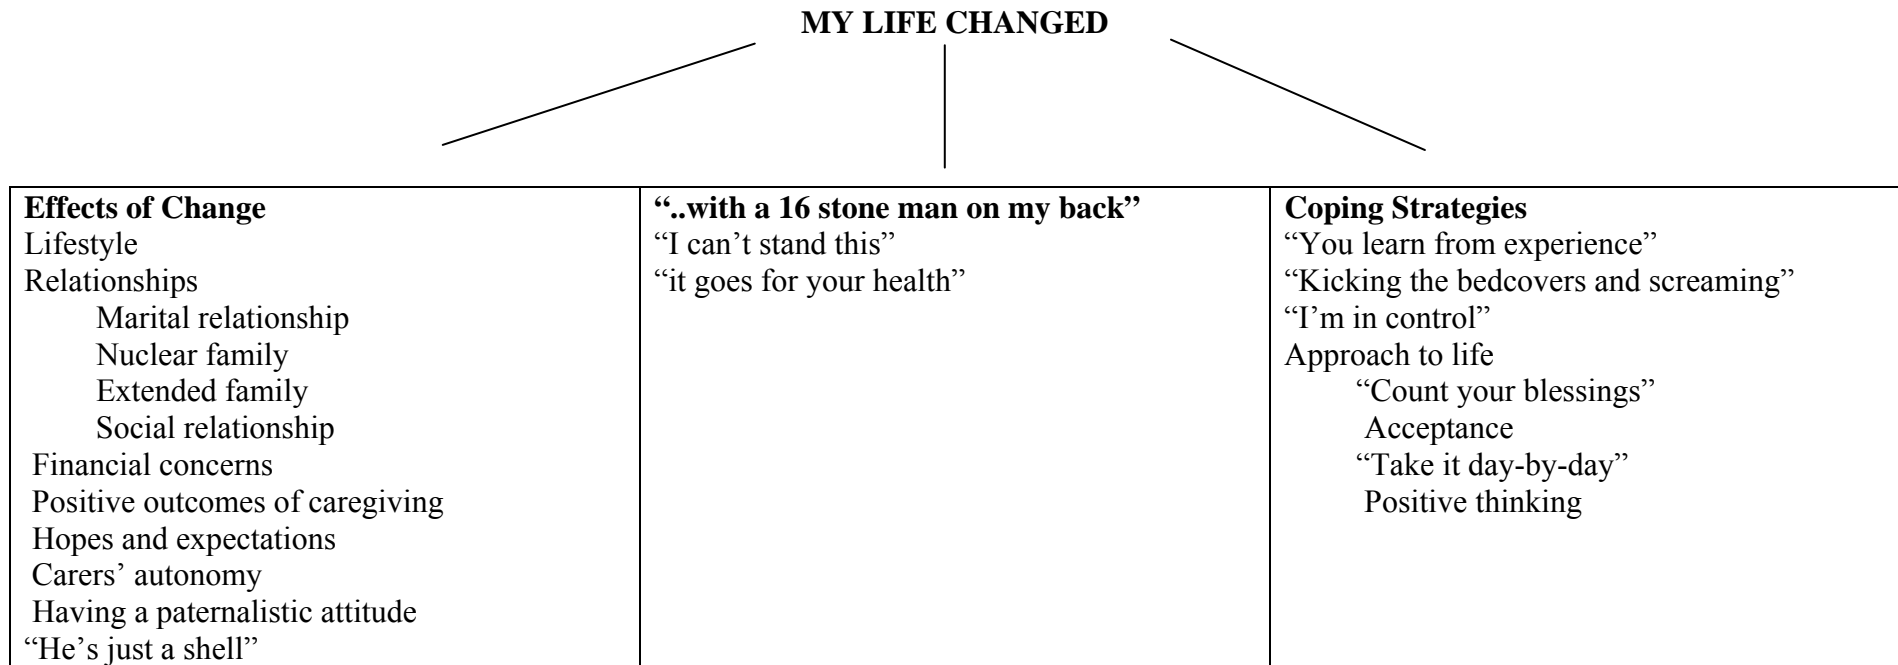 MY LIFE CHANGED
Effects of Change
Lifestyle
Relationships
Marital relationship
Nuclear family
Extended family
Social relationship
Financial concerns
Positive outcomes of caregiving
Hopes and expectations
Carers’ autonomy
Having a paternalistic attitude
“He’s just a shell”
“..with a 16 stone man on my back”
“I can’t stand this”
“it goes for your health”
Coping Strategies
“You learn from experience”
“Kicking the bedcovers and screaming”
“I’m in control”
Approach to life
“Count your blessings”
Acceptance
“Take it day-by-day”
Positive thinking